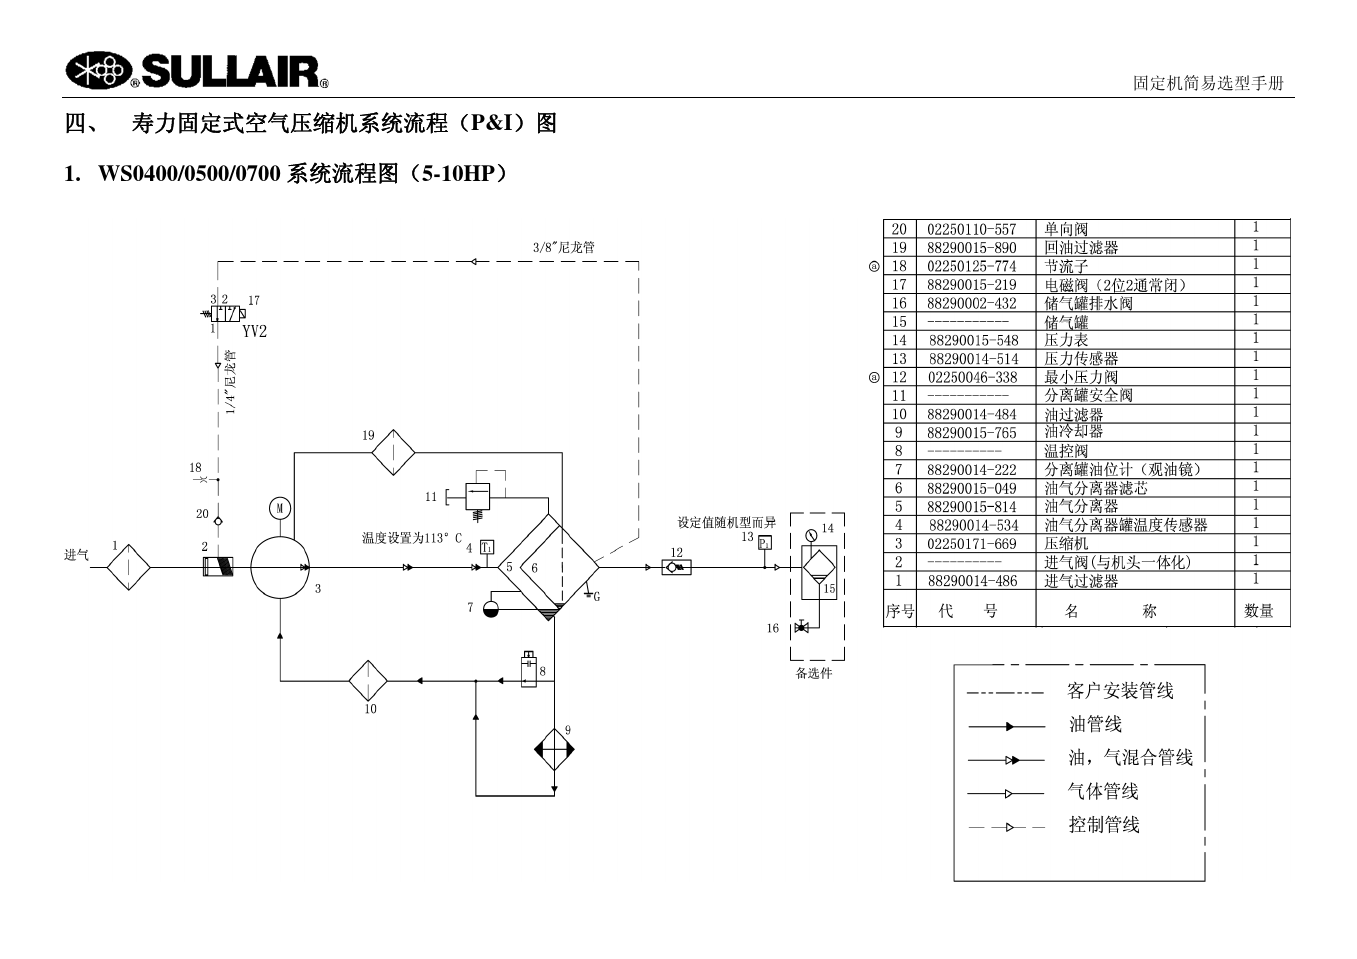 SULLAIR
固定机简易选型手册
四、 寿力固定式空气压缩机系统流程（P&I）图
1. WS0400/0500/0700 系统流程图（5-10HP）
3/8"尼龙管
3 2 17
1 YV2
1/4"尼龙管
19
18
11
M
20
温度设置为113°C
设定值随机型而异
14
进气
1
2
4 T1
13 P1
12
5 6
3
7
G
15
16
8
备选件
10
9
20 02250110-557 单向阀 1
19 88290015-890 回油过滤器 1
ⓐ 18 02250125-774 节流子 1
17 88290015-219 电磁阀（2位2通常闭） 1
16 88290002-432 储气罐排水阀 1
15 ----------- 储气罐 1
14 88290015-548 压力表 1
13 88290014-514 压力传感器 1
ⓐ 12 02250046-338 最小压力阀 1
11 ----------- 分离罐安全阀 1
10 88290014-484 油过滤器 1
9 88290015-765 油冷却器 1
8 ---------- 温控阀 1
7 88290014-222 分离罐油位计（观油镜） 1
6 88290015-049 油气分离器滤芯 1
5 88290015-814 油气分离器 1
4 88290014-534 油气分离器罐温度传感器 1
3 02250171-669 压缩机 1
2 ---------- 进气阀(与机头一体化) 1
1 88290014-486 进气过滤器 1
序号 代 号 名 称 数量
客户安装管线
油管线
油，气混合管线
气体管线
控制管线